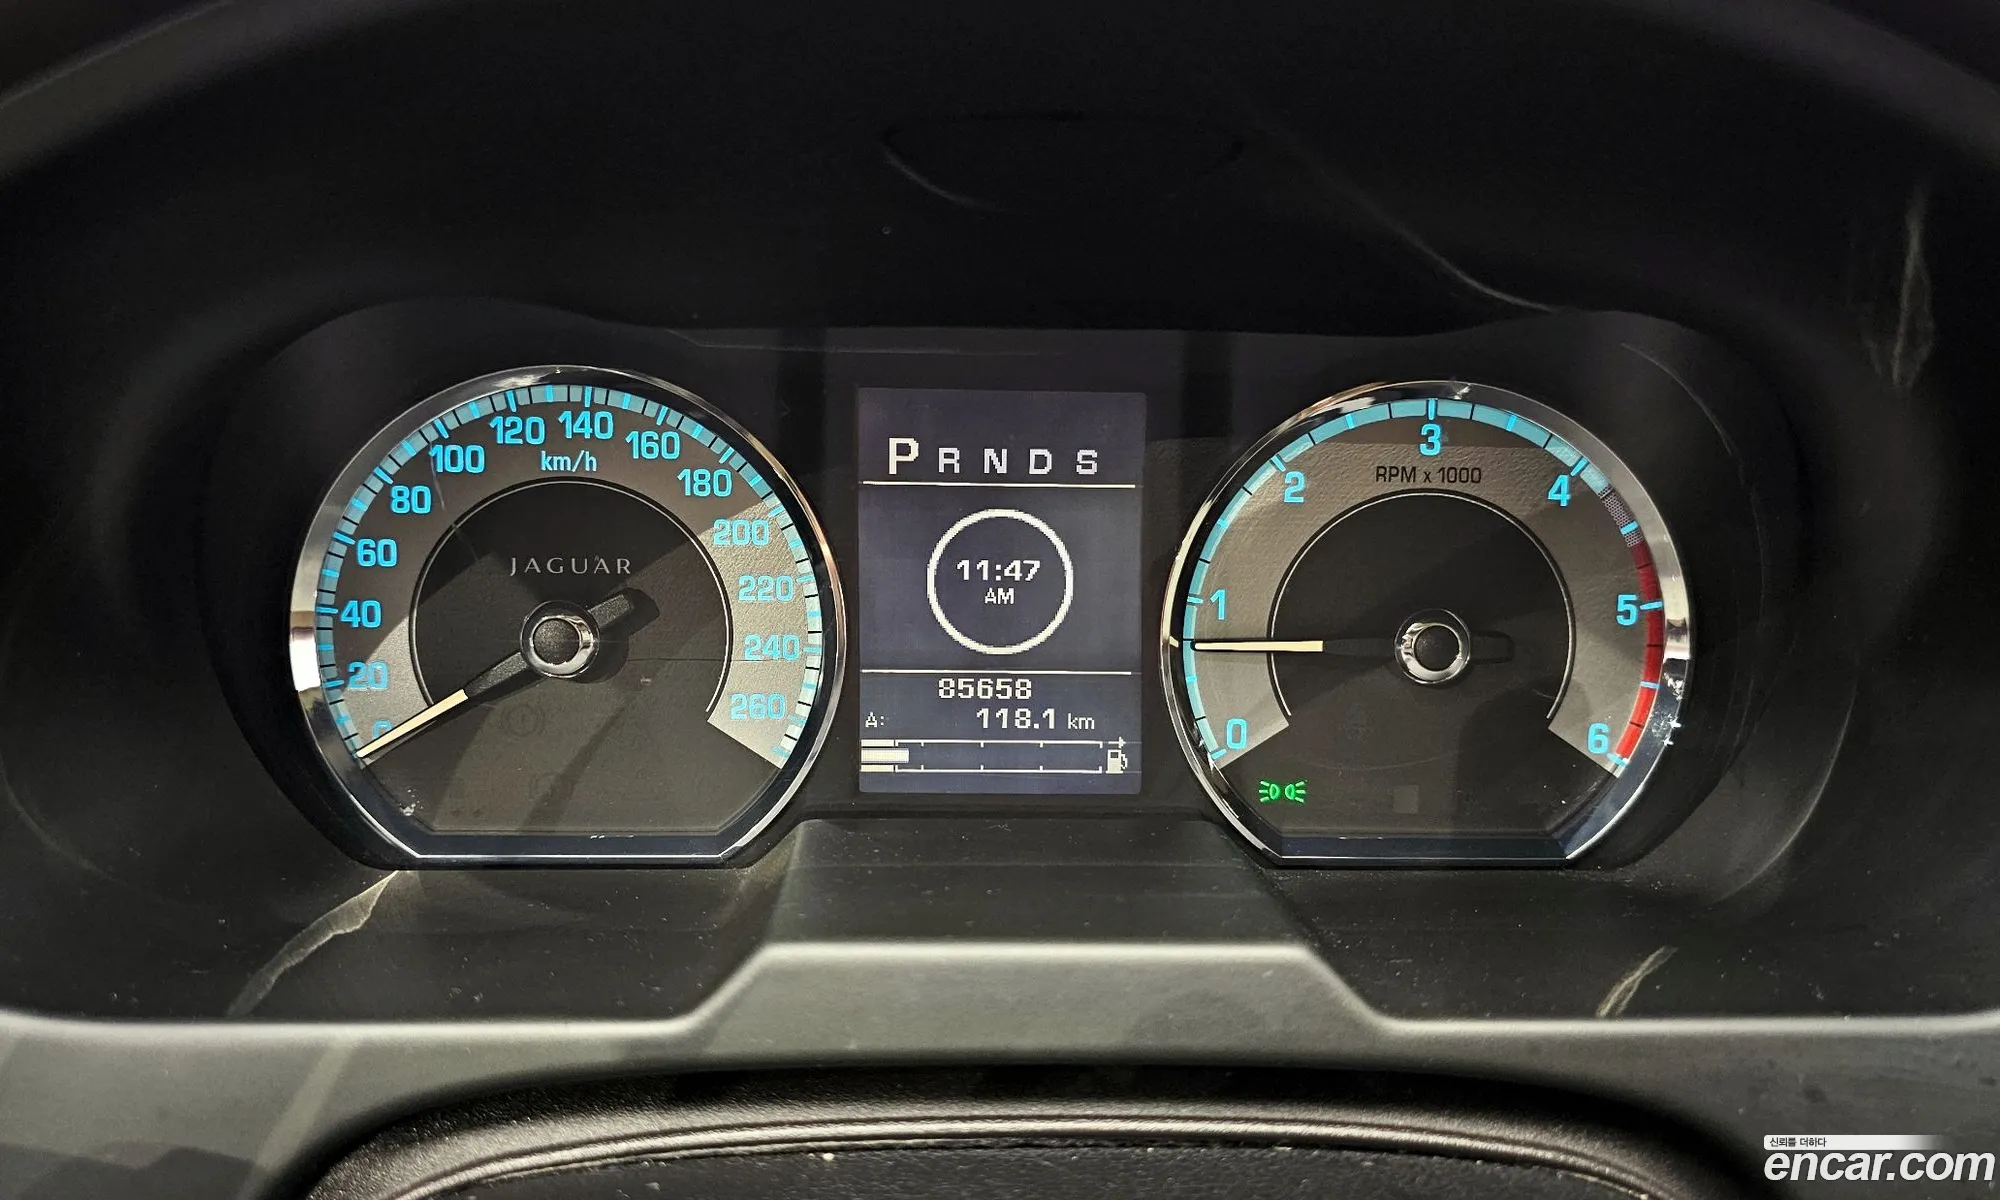 0
20
40
60
80
100
120
140
160
180
200
220
240
260
km/h
JAGUAR
P R N D S
11:47
AM
85658
A: 118.1 km
0
1
2
3
4
5
6
RPM x 1000
신뢰를 더하다
encar.com